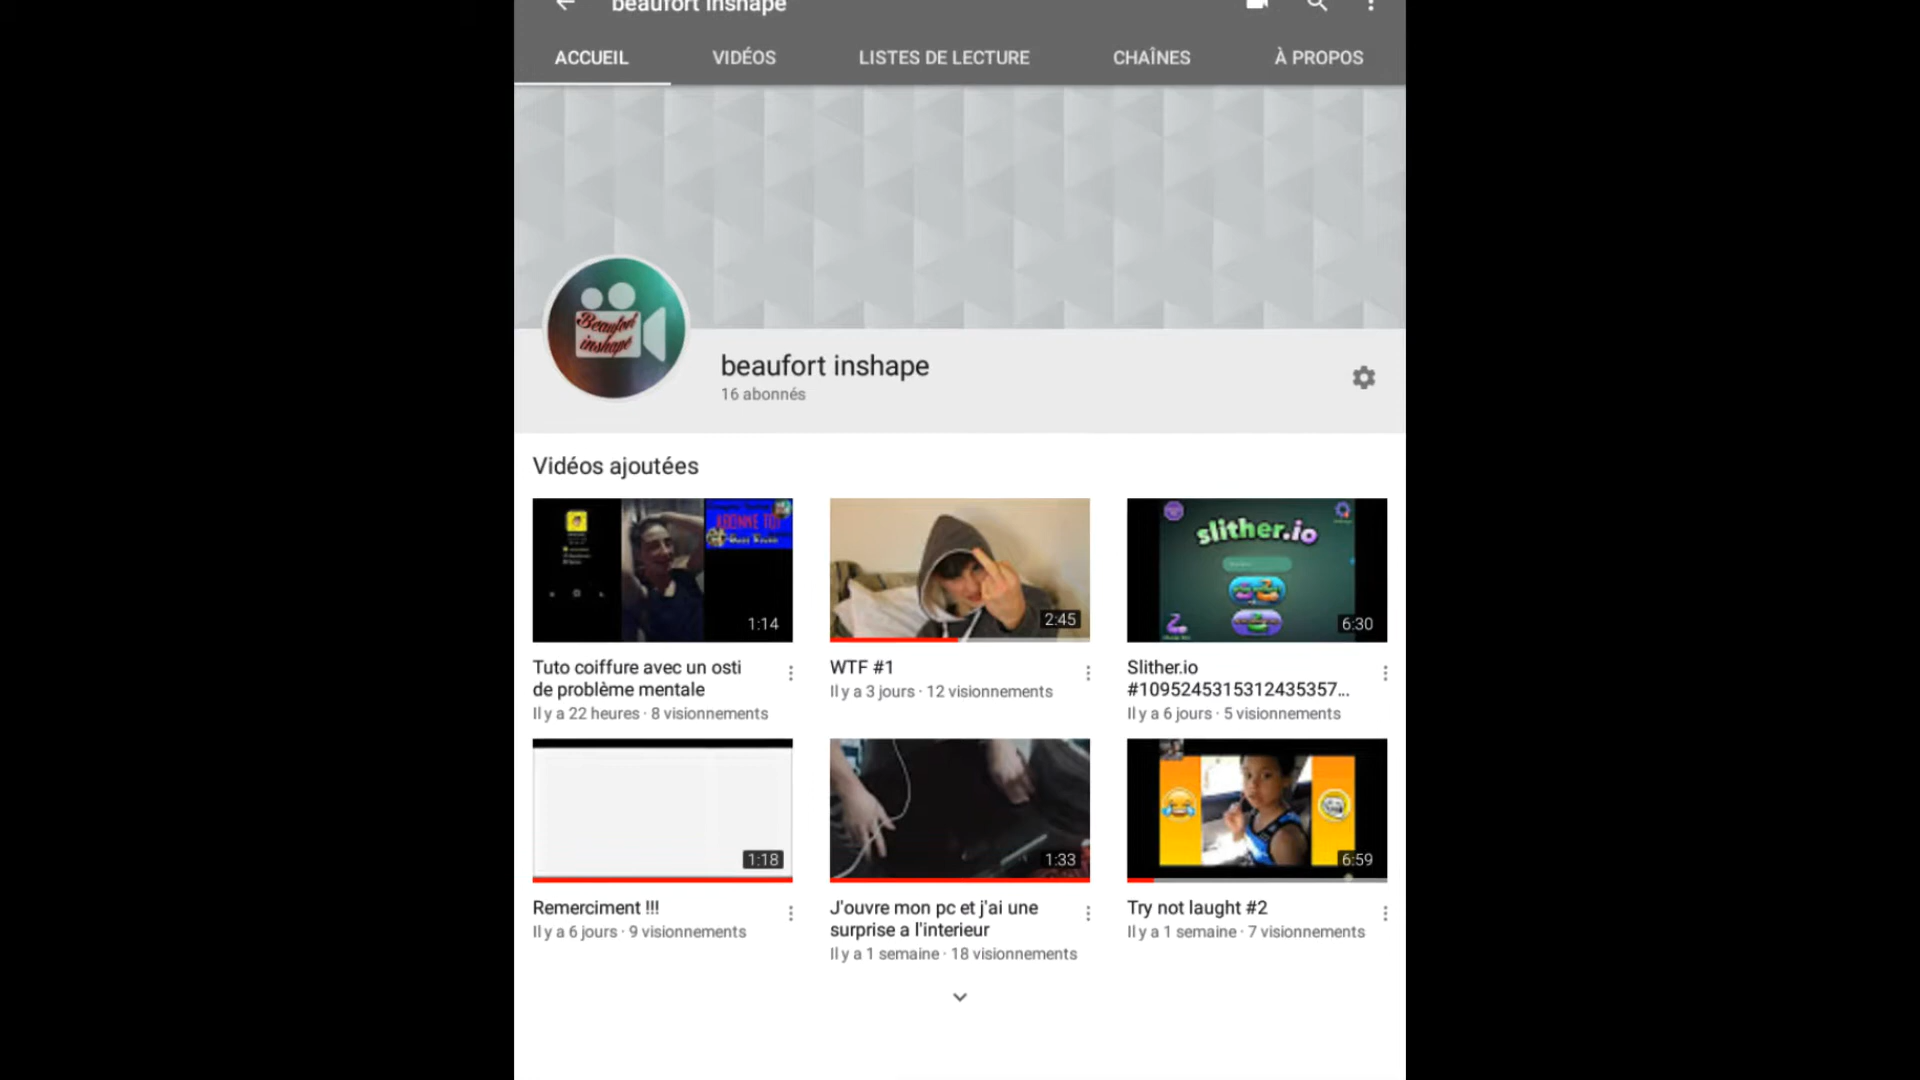 beaufort inshape
ACCUEIL
VIDÉOS
LISTES DE LECTURE
CHAÎNES
À PROPOS
Beaufort
inshape
beaufort inshape
16 abonnés
Vidéos ajoutées
1:14
2:45
slither.io
6:30
Tuto coiffure avec un osti
de problème mentale
Il y a 22 heures · 8 visionnements
WTF #1
Il y a 3 jours · 12 visionnements
Slither.io
#1095245315312435357...
Il y a 6 jours · 5 visionnements
1:18
1:33
6:59
Remerciment !!!
Il y a 6 jours · 9 visionnements
J'ouvre mon pc et j'ai une
surprise a l'interieur
Il y a 1 semaine · 18 visionnements
Try not laught #2
Il y a 1 semaine · 7 visionnements